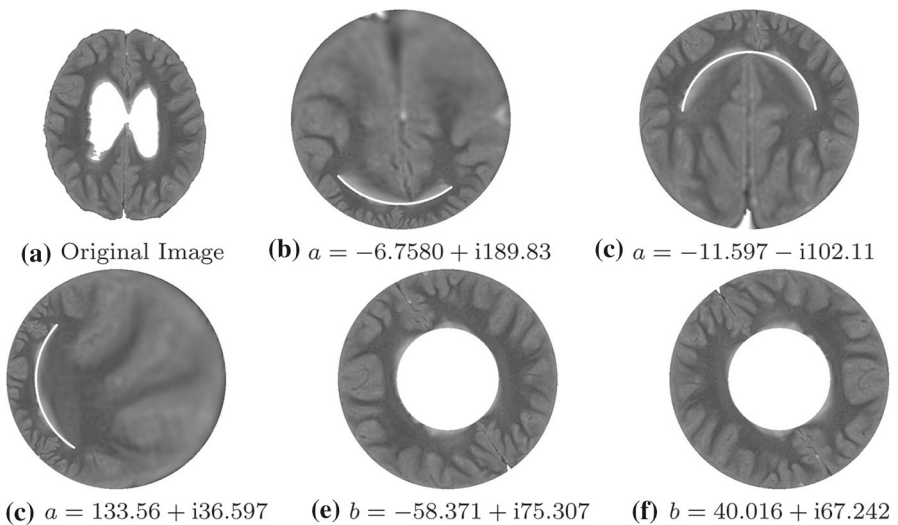 (a) Original Image
(b) a = −6.7580 + i189.83
(c) a = −11.597 − i102.11
(c) a = 133.56 + i36.597
(e) b = −58.371 + i75.307
(f) b = 40.016 + i67.242